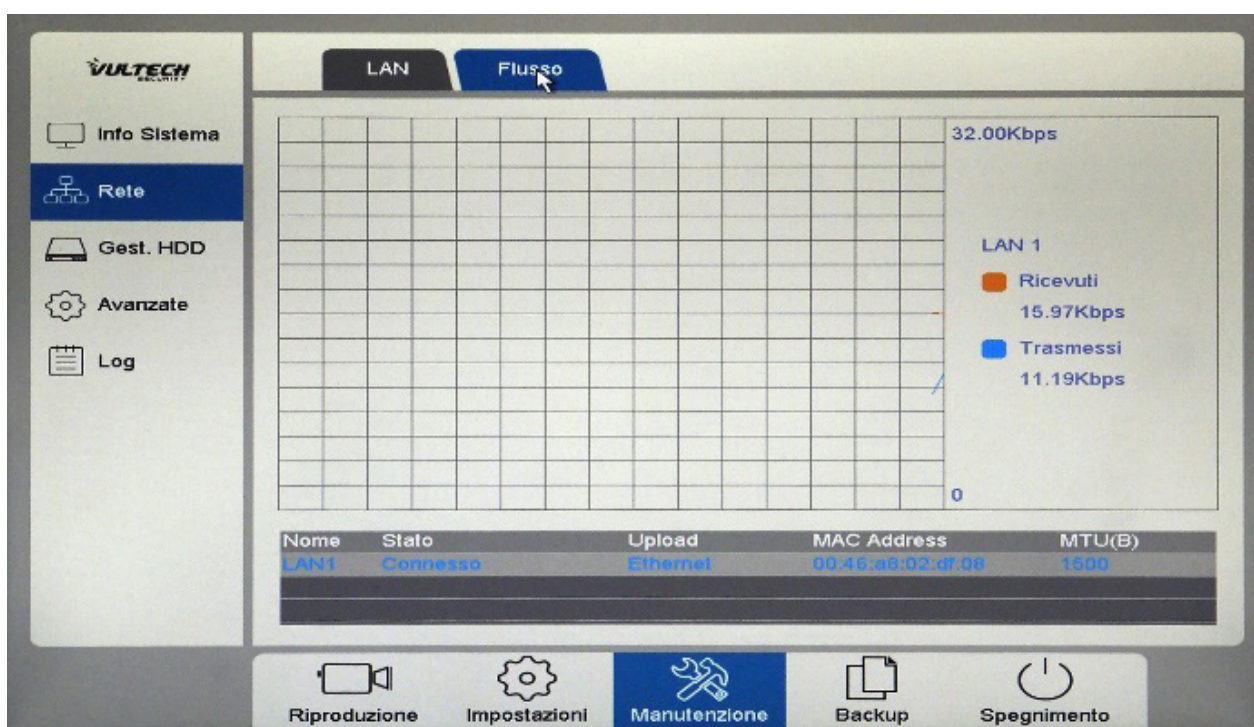 VULTECH
SECURITY
LAN
Flusso
Info Sistema
Rete
Gest. HDD
Avanzate
Log
32.00Kbps
LAN 1
Ricevuti
15.97Kbps
Trasmessi
11.19Kbps
0
Nome Stato Upload MAC Address MTU(B)
LAN1 Connesso Ethernet 00:46:a8:02:df:08 1500
Riproduzione Impostazioni Manutenzione Backup Spegnimento